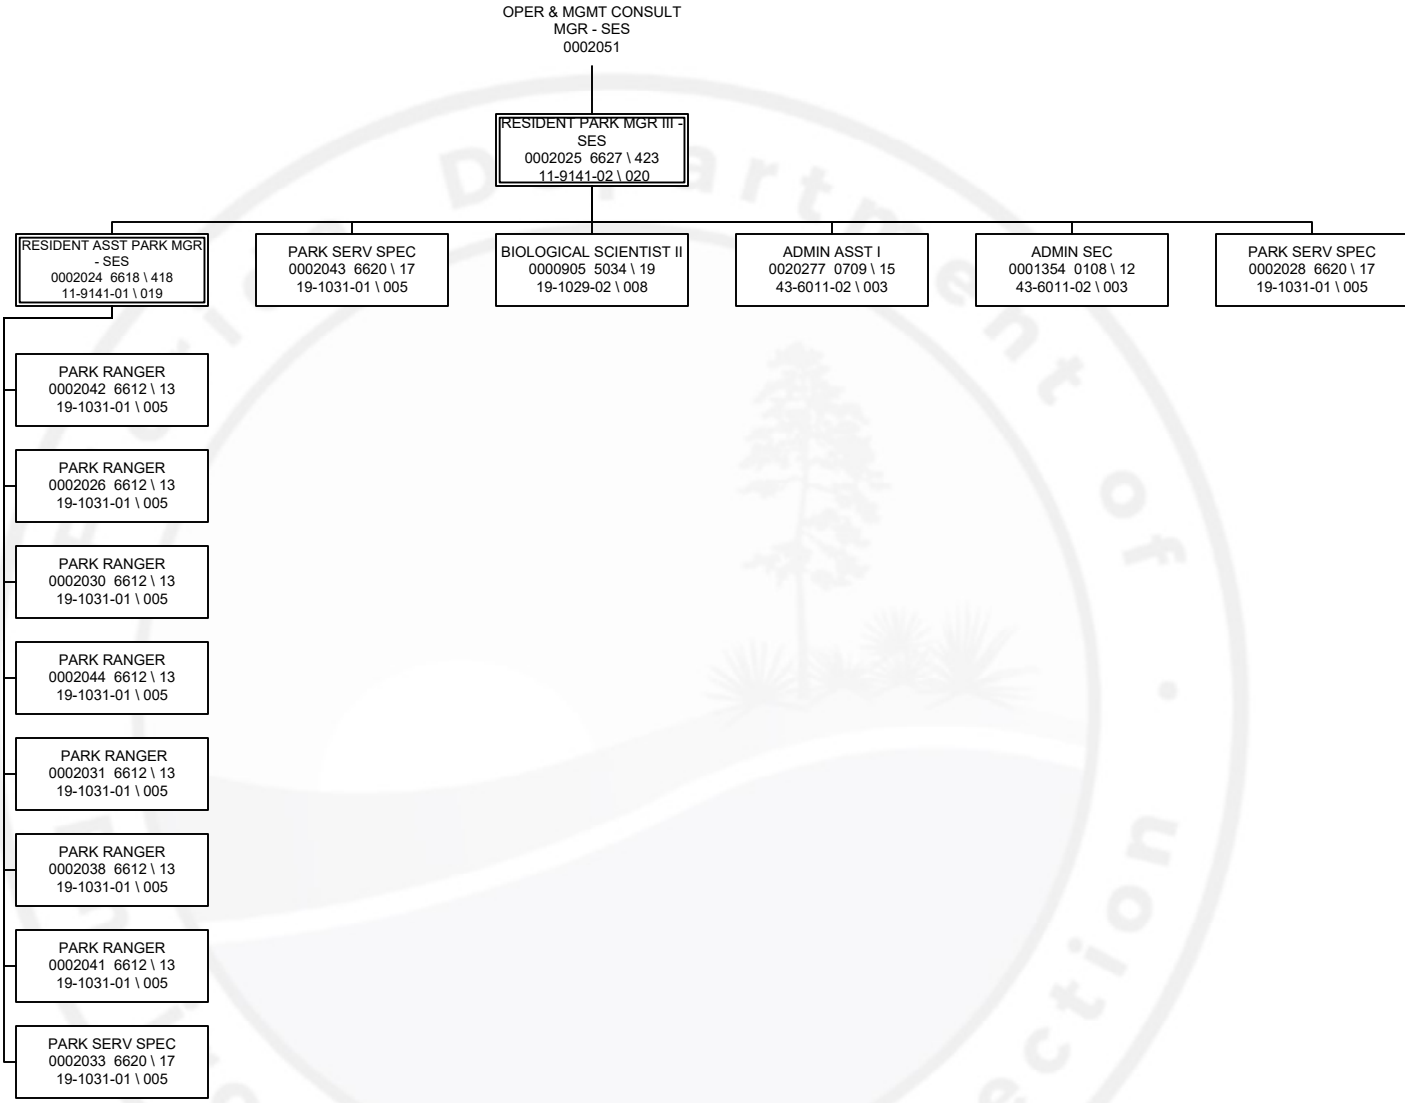 OPER & MGMT CONSULT
MGR - SES
0002051
RESIDENT PARK MGR III -
SES
0002025 6627 \ 423
11-9141-02 \ 020
RESIDENT ASST PARK MGR
- SES
0002024 6618 \ 418
11-9141-01 \ 019
PARK SERV SPEC
0002043 6620 \ 17
19-1031-01 \ 005
BIOLOGICAL SCIENTIST II
0000905 5034 \ 19
19-1029-02 \ 008
ADMIN ASST I
0020277 0709 \ 15
43-6011-02 \ 003
ADMIN SEC
0001354 0108 \ 12
43-6011-02 \ 003
PARK SERV SPEC
0002028 6620 \ 17
19-1031-01 \ 005
PARK RANGER
0002042 6612 \ 13
19-1031-01 \ 005
PARK RANGER
0002026 6612 \ 13
19-1031-01 \ 005
PARK RANGER
0002030 6612 \ 13
19-1031-01 \ 005
PARK RANGER
0002044 6612 \ 13
19-1031-01 \ 005
PARK RANGER
0002031 6612 \ 13
19-1031-01 \ 005
PARK RANGER
0002038 6612 \ 13
19-1031-01 \ 005
PARK RANGER
0002041 6612 \ 13
19-1031-01 \ 005
PARK SERV SPEC
0002033 6620 \ 17
19-1031-01 \ 005
Department of